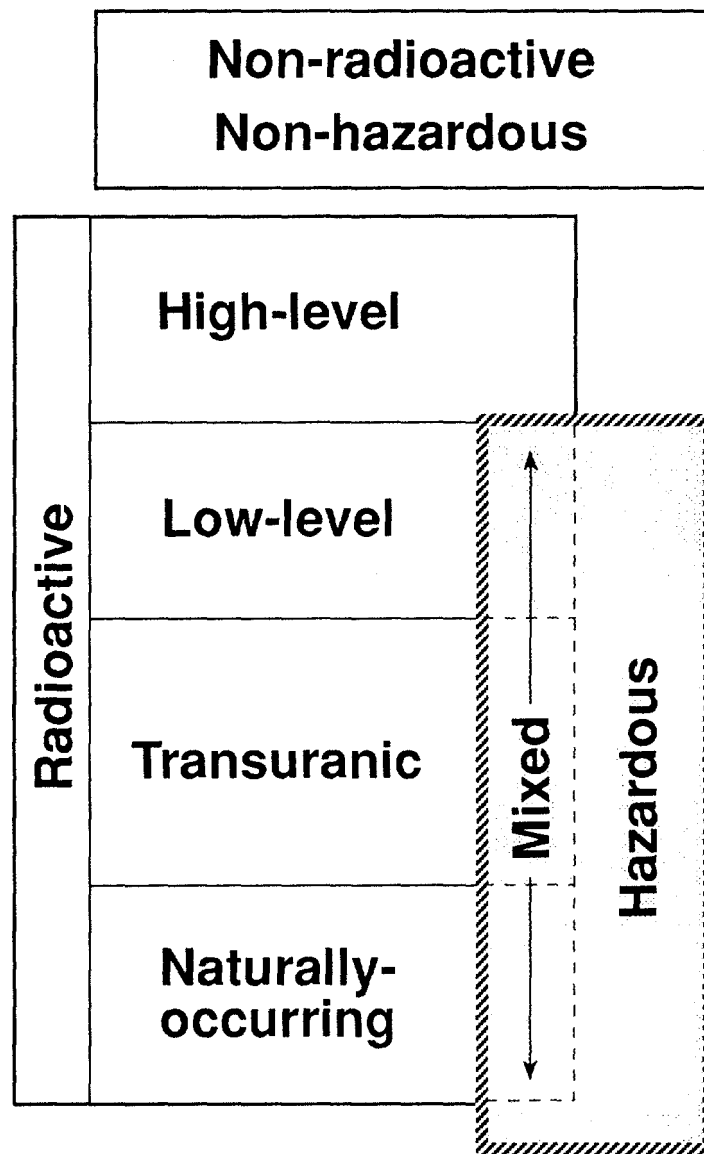 Non-radioactive
Non-hazardous
Radioactive
High-level
Low-level
Transuranic
Naturally-
occurring
Mixed
Hazardous